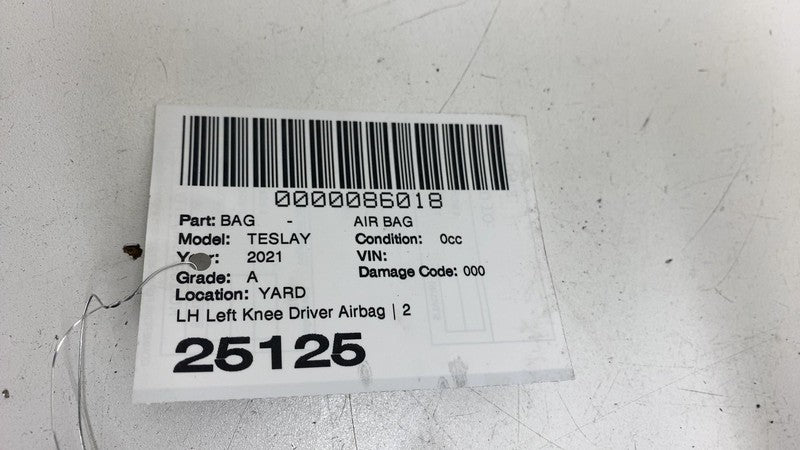 0000086018
Part: BAG - AIR BAG
Model: TESLAY Condition: 0cc
Year: 2021 VIN:
Grade: A Damage Code: 000
Location: YARD
LH Left Knee Driver Airbag | 2
25125